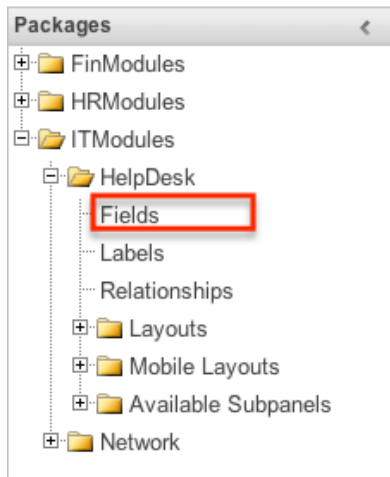 Packages
FinModules
HRModules
ITModules
HelpDesk
Fields
Labels
Relationships
Layouts
Mobile Layouts
Available Subpanels
Network